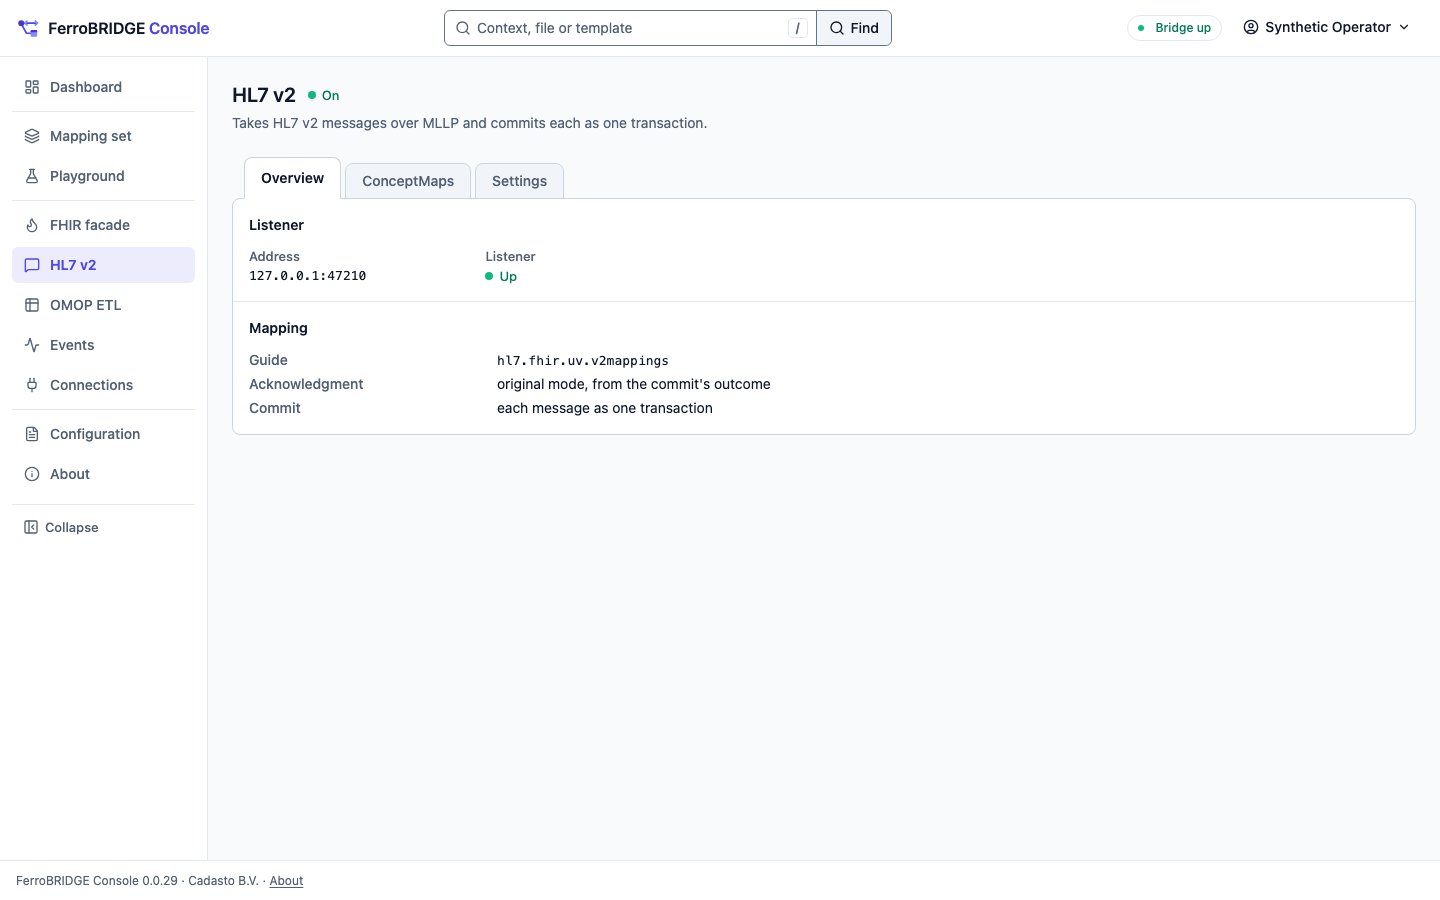 FerroBRIDGE Console
Context, file or template
/
Find
Bridge up
Synthetic Operator
Dashboard
Mapping set
Playground
FHIR facade
HL7 v2
OMOP ETL
Events
Connections
Configuration
About
Collapse
HL7 v2
On
Takes HL7 v2 messages over MLLP and commits each as one transaction.
Overview
ConceptMaps
Settings
Listener
Address
Listener
127.0.0.1:47210
Up
Mapping
Guide
hl7.fhir.uv.v2mappings
Acknowledgment
original mode, from the commit's outcome
Commit
each message as one transaction
FerroBRIDGE Console 0.0.29 · Cadasto B.V. · About